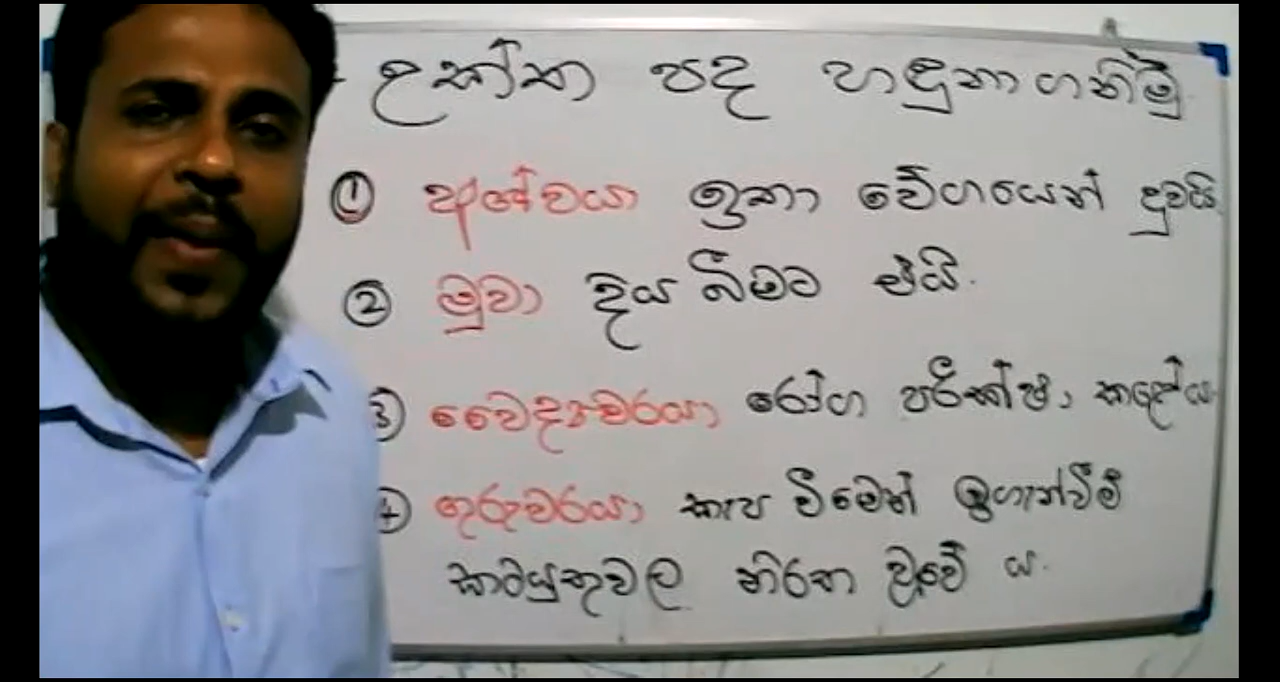 - උක්ත පද හඳුනාගනිමු.
① අශ්වයා ඉතා වේගයෙන් දුවයි.
② මුවා දිය බීමට එයි.
③ වෛද්‍යවරයා රෝග පරීක්ෂා කළේය.
④ ගුරුවරයා කැප වීමෙන් ඉගැන්වීම්
කටයුතුවල නිරත වූවේ ය.